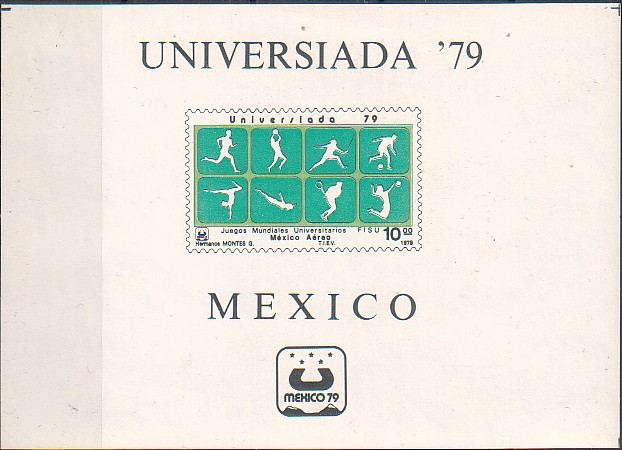 UNIVERSIADA '79
Universiada 79
Juegos Mundiales Universitarios FISU 10.00
México Aéreo
Hermanos MONTES G. T.I.E.V. 1979
MEXICO
MEXICO 79